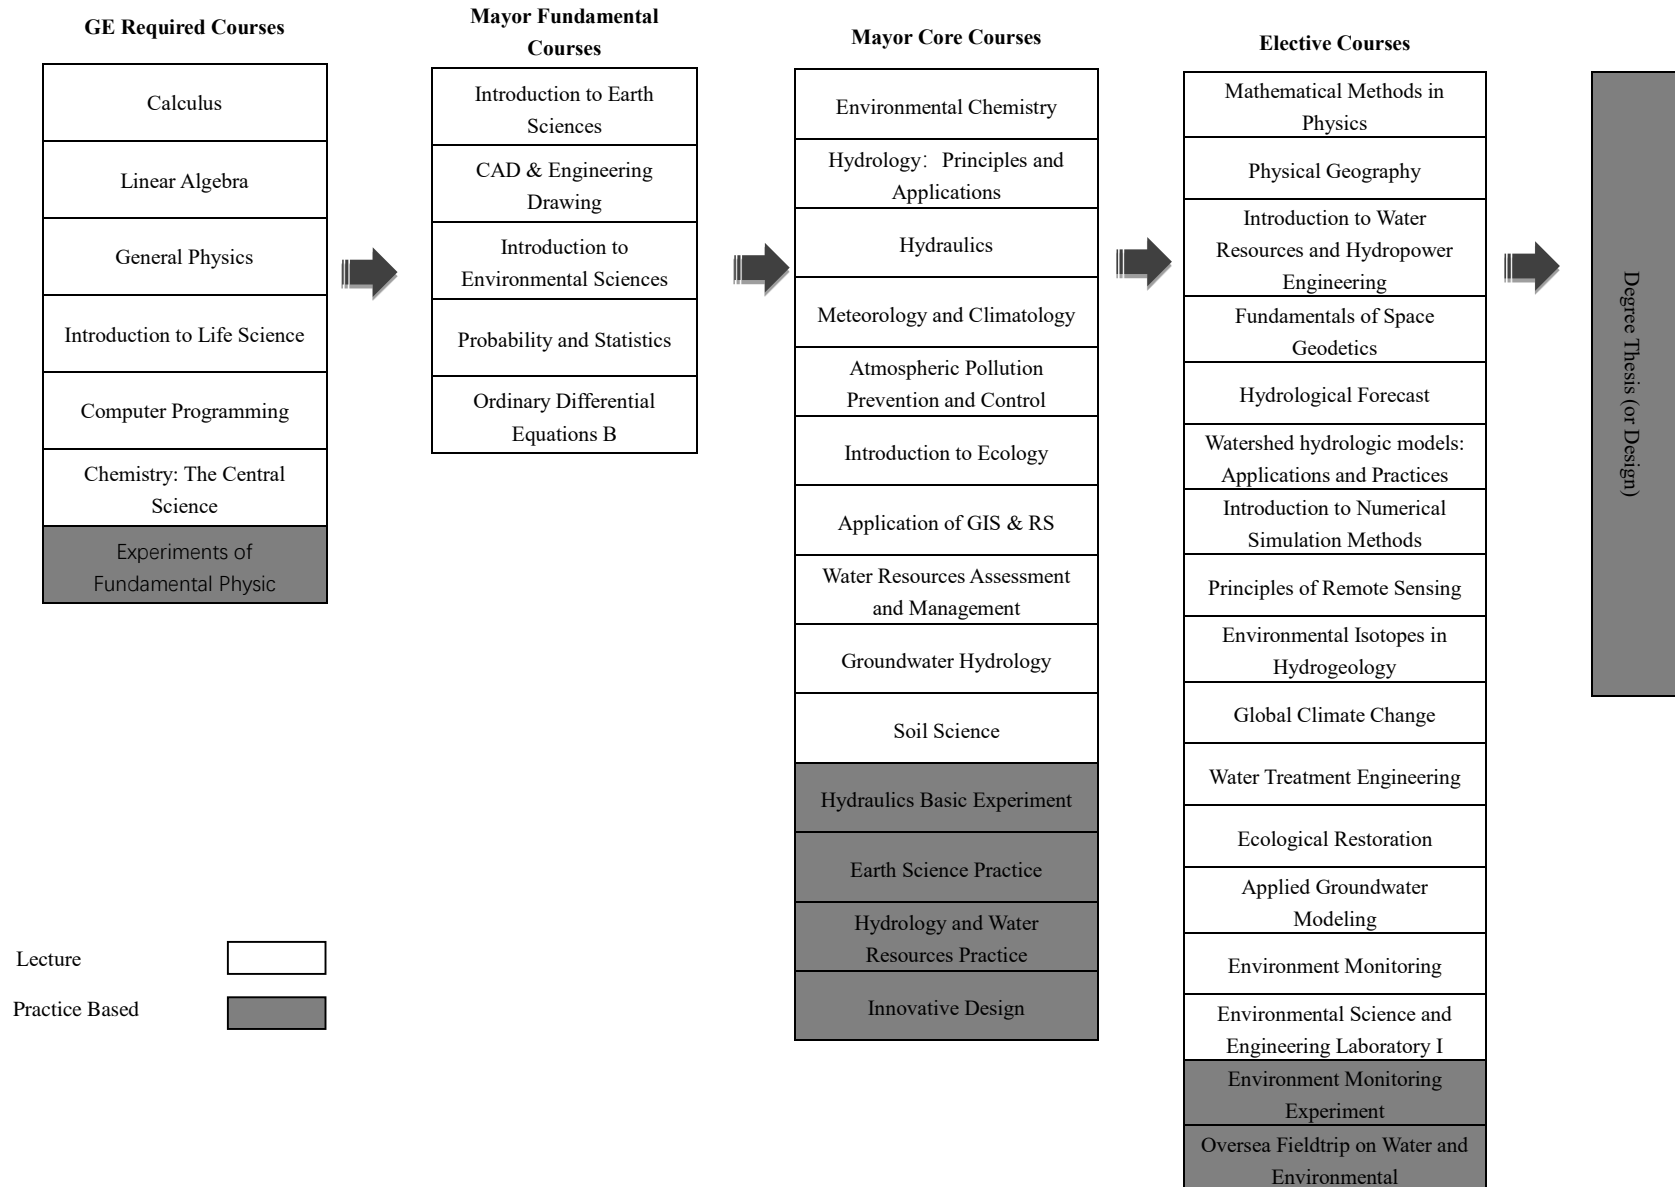 GE Required Courses
Calculus
Linear Algebra
General Physics
Introduction to Life Science
Computer Programming
Chemistry: The Central
Science
Experiments of
Fundamental Physic
Mayor Fundamental
Courses
Introduction to Earth
Sciences
CAD & Engineering
Drawing
Introduction to
Environmental Sciences
Probability and Statistics
Ordinary Differential
Equations B
Mayor Core Courses
Environmental Chemistry
Hydrology: Principles and
Applications
Hydraulics
Meteorology and Climatology
Atmospheric Pollution
Prevention and Control
Introduction to Ecology
Application of GIS & RS
Water Resources Assessment
and Management
Groundwater Hydrology
Soil Science
Hydraulics Basic Experiment
Earth Science Practice
Hydrology and Water
Resources Practice
Innovative Design
Elective Courses
Mathematical Methods in
Physics
Physical Geography
Introduction to Water
Resources and Hydropower
Engineering
Fundamentals of Space
Geodetics
Hydrological Forecast
Watershed hydrologic models:
Applications and Practices
Introduction to Numerical
Simulation Methods
Principles of Remote Sensing
Environmental Isotopes in
Hydrogeology
Global Climate Change
Water Treatment Engineering
Ecological Restoration
Applied Groundwater
Modeling
Environment Monitoring
Environmental Science and
Engineering Laboratory I
Environment Monitoring
Experiment
Oversea Fieldtrip on Water and
Environmental
Degree Thesis (or Design)
Lecture
Practice Based